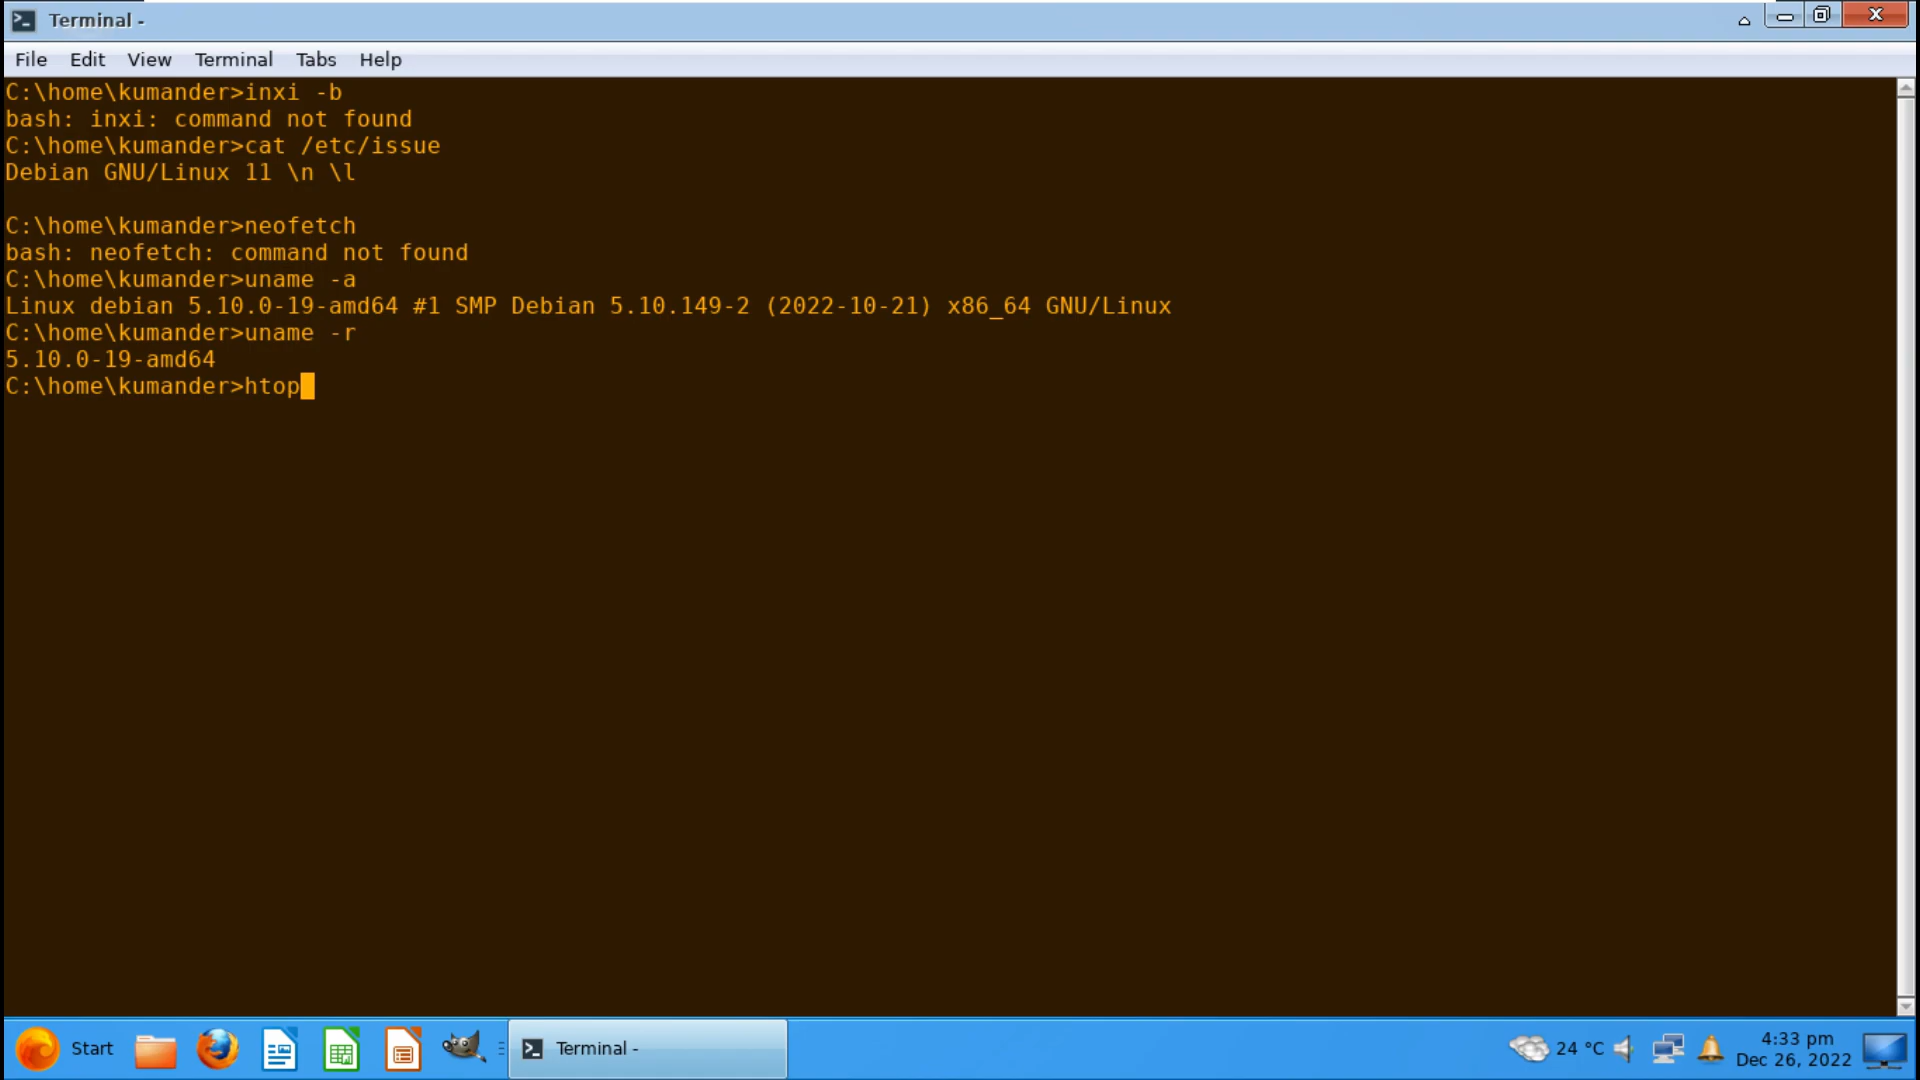 Terminal -
File Edit View Terminal Tabs Help
C:\home\kumander>inxi -b
bash: inxi: command not found
C:\home\kumander>cat /etc/issue
Debian GNU/Linux 11 \n \l
C:\home\kumander>neofetch
bash: neofetch: command not found
C:\home\kumander>uname -a
Linux debian 5.10.0-19-amd64 #1 SMP Debian 5.10.149-2 (2022-10-21) x86_64 GNU/Linux
C:\home\kumander>uname -r
5.10.0-19-amd64
C:\home\kumander>htop
Start
Terminal -
24 °C
4:33 pm
Dec 26, 2022